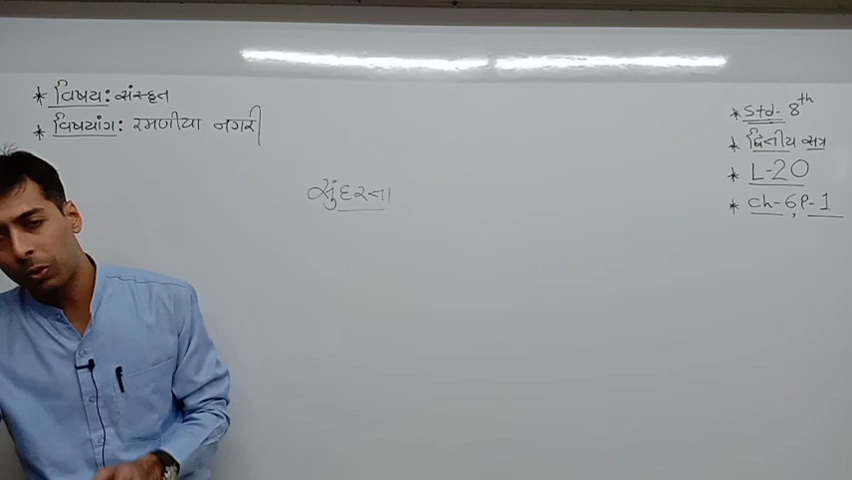 * વિષય: સંસ્કૃત
* વિષયાંગ: રમણીયા નગરી
સુંદરતા
* Std- 8th
* દ્વિતીય સત્ર
* L-20
* ch-6, P-1